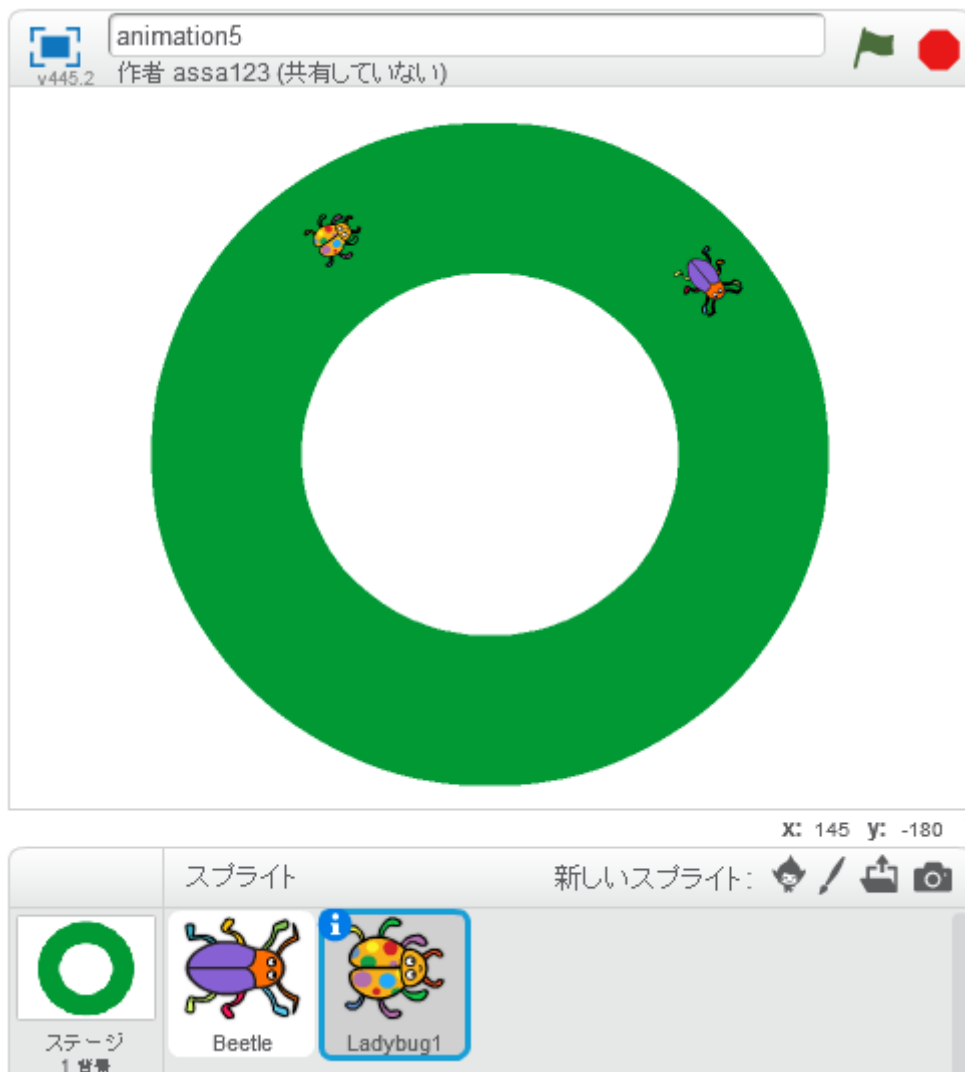 animation5
v445.2
作者 assa123 (共有していない)
x: 145 y: -180
スプライト
新しいスプライト:
ステージ
1 背景
Beetle
Ladybug1